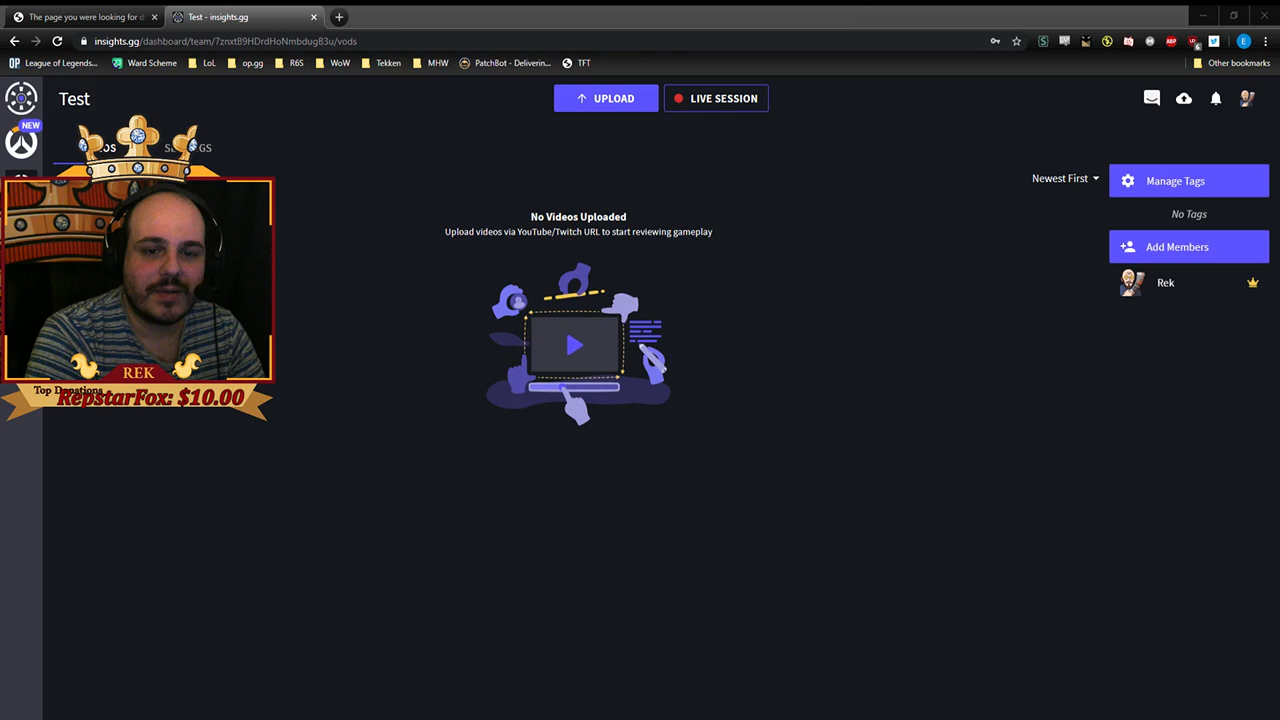 The page you were looking for d
Test - insights.gg
insights.gg/dashboard/team/7znxtB9HDrdHoNmbdugB3u/vods
OP League of Legends... Ward Scheme LoL op.gg R6S WoW Tekken MHW PatchBot - Deliverin... TFT Other bookmarks
Test
UPLOAD
LIVE SESSION
NEW
Newest First
Manage Tags
No Tags
Add Members
Rek
No Videos Uploaded
Upload videos via YouTube/Twitch URL to start reviewing gameplay
REK
Top Donations
RepstarFox: $10.00